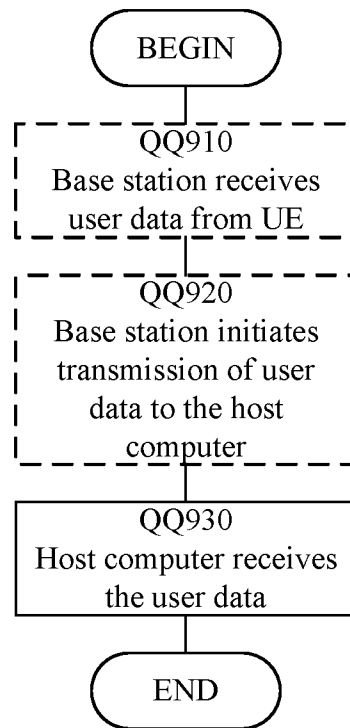 BEGIN
QQ910
Base station receives
user data from UE
QQ920
Base station initiates
transmission of user
data to the host
computer
QQ930
Host computer receives
the user data
END